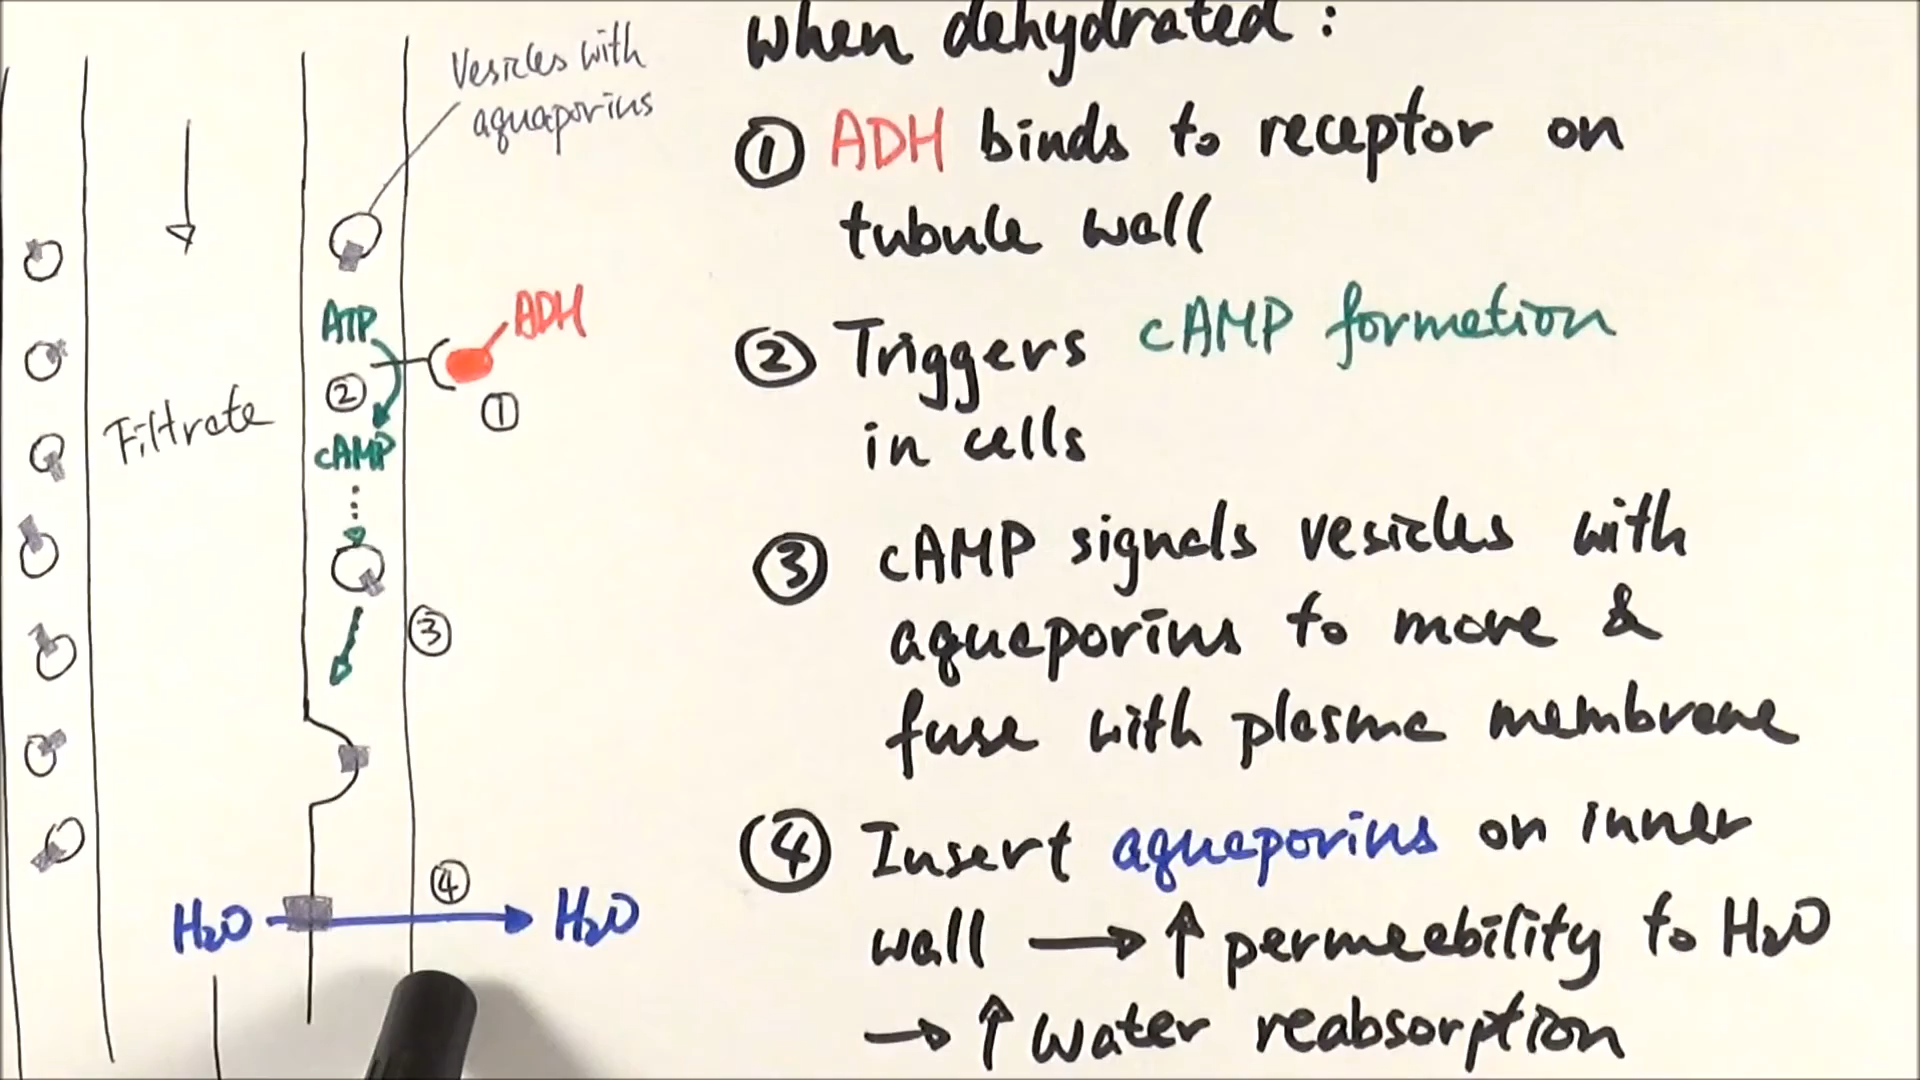 Vesicles with
aquaporins
ATP
ADH
②
①
Filtrate
cAMP
③
④
H₂O
H₂O
When dehydrated:
① ADH binds to receptor on
tubule wall
② Triggers cAMP formation
in cells
③ cAMP signals vesicles with
aquaporins to move &
fuse with plasma membrane
④ Insert aquaporins on inner
wall → ↑ permeability to H₂O
→ ↑ water reabsorption